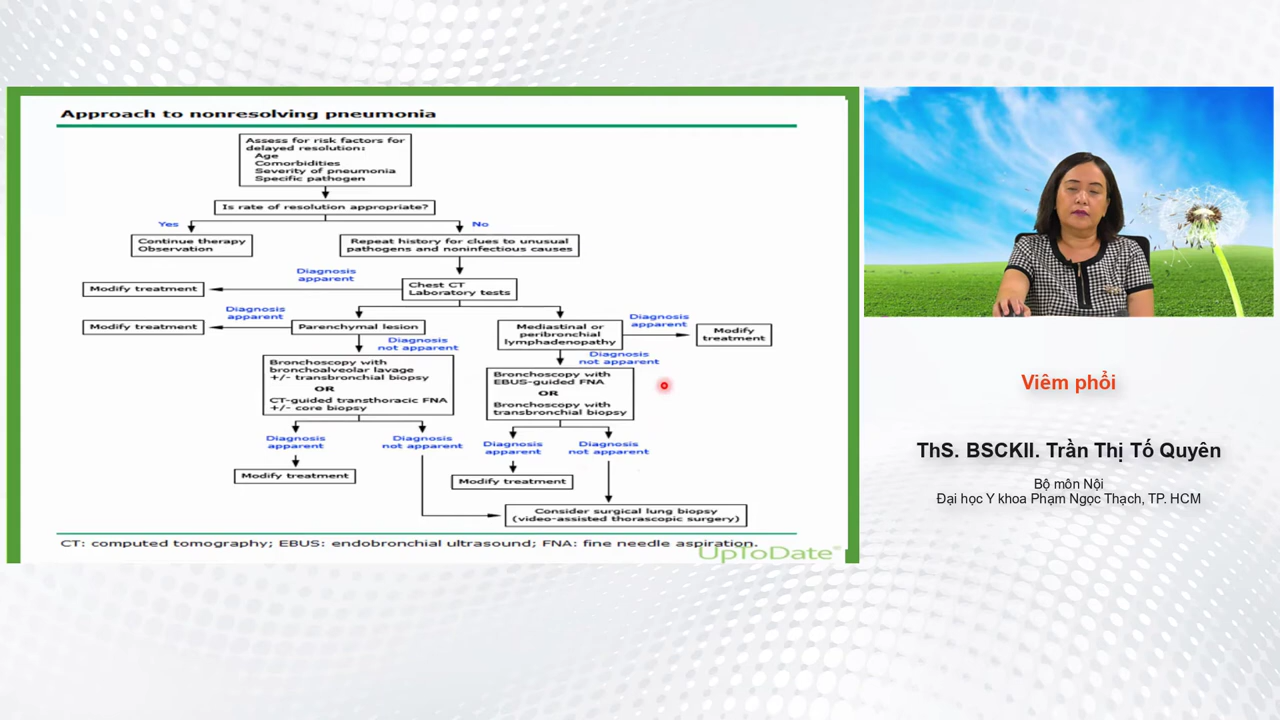 Approach to nonresolving pneumonia
Assess for risk factors for
delayed resolution:
Age
Comorbidities
Severity of pneumonia
Specific pathogen
Is rate of resolution appropriate?
Yes
No
Continue therapy
Observation
Repeat history for clues to unusual
pathogens and noninfectious causes
Diagnosis
apparent
Modify treatment
Chest CT
Laboratory tests
Diagnosis
apparent
Modify treatment
Parenchymal lesion
Mediastinal or
peribronchial
lymphadenopathy
Diagnosis
apparent
Modify
treatment
Diagnosis
not apparent
Diagnosis
not apparent
Bronchoscopy with
bronchoalveolar lavage
+/- transbronchial biopsy
OR
CT-guided transthoracic FNA
+/- core biopsy
Bronchoscopy with
EBUS-guided FNA
OR
Bronchoscopy with
transbronchial biopsy
Diagnosis
apparent
Diagnosis
not apparent
Diagnosis
apparent
Diagnosis
not apparent
Modify treatment
Modify treatment
Consider surgical lung biopsy
(video-assisted thorascopic surgery)
CT: computed tomography; EBUS: endobronchial ultrasound; FNA: fine needle aspiration.
UpToDate®
Viêm phổi
ThS. BSCKII. Trần Thị Tố Quyên
Bộ môn Nội
Đại học Y khoa Phạm Ngọc Thạch, TP. HCM